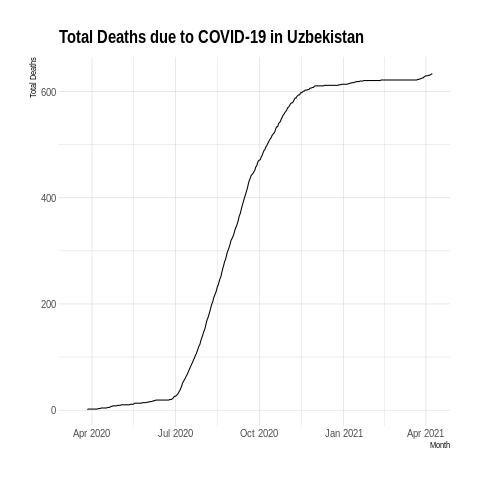 Total Deaths due to COVID-19 in Uzbekistan
Total Deaths
600
400
200
0
Apr 2020 Jul 2020 Oct 2020 Jan 2021 Apr 2021
Month